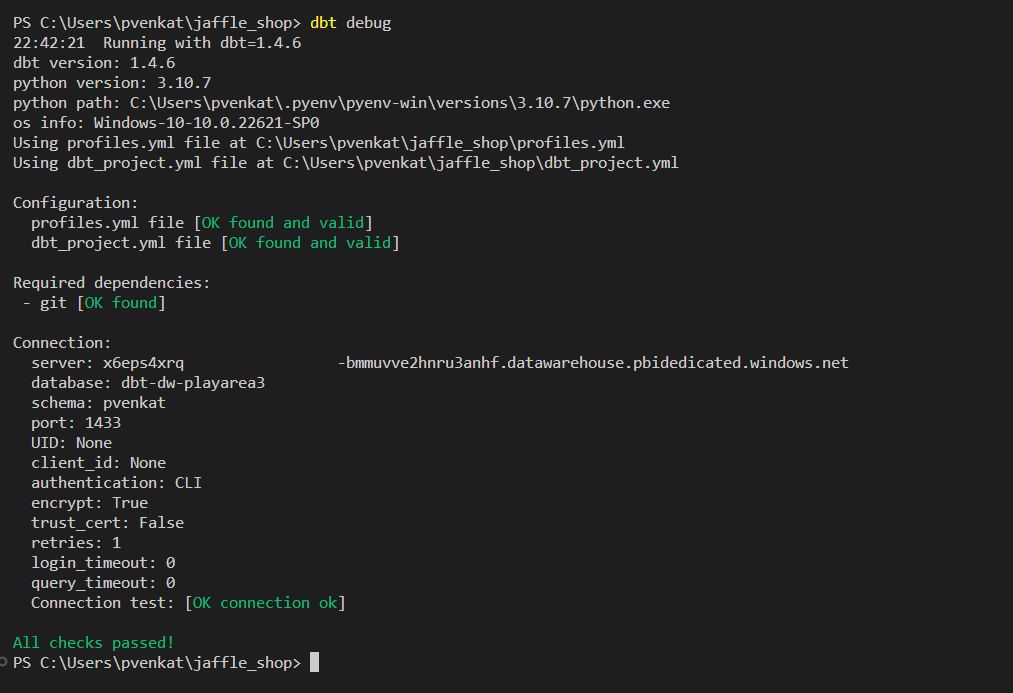 PS C:\Users\pvenkat\jaffle_shop> dbt debug
22:42:21  Running with dbt=1.4.6
dbt version: 1.4.6
python version: 3.10.7
python path: C:\Users\pvenkat\.pyenv\pyenv-win\versions\3.10.7\python.exe
os info: Windows-10-10.0.22621-SP0
Using profiles.yml file at C:\Users\pvenkat\jaffle_shop\profiles.yml
Using dbt_project.yml file at C:\Users\pvenkat\jaffle_shop\dbt_project.yml
Configuration:
  profiles.yml file [OK found and valid]
  dbt_project.yml file [OK found and valid]
Required dependencies:
 - git [OK found]
Connection:
  server: x6eps4xrq                 -bmmuvve2hnru3anhf.datawarehouse.pbidedicated.windows.net
  database: dbt-dw-playarea3
  schema: pvenkat
  port: 1433
  UID: None
  client_id: None
  authentication: CLI
  encrypt: True
  trust_cert: False
  retries: 1
  login_timeout: 0
  query_timeout: 0
  Connection test: [OK connection ok]
All checks passed!
PS C:\Users\pvenkat\jaffle_shop>